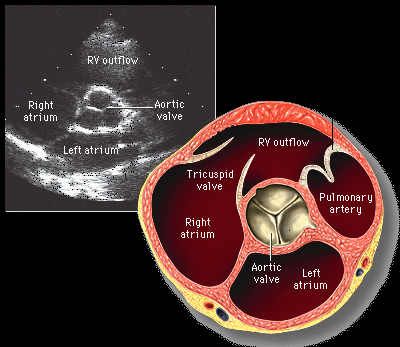 RV outflow
Right
atrium
Aortic
valve
Left atrium
RV outflow
Tricuspid
valve
Pulmonary
artery
Right
atrium
Aortic
valve
Left
atrium